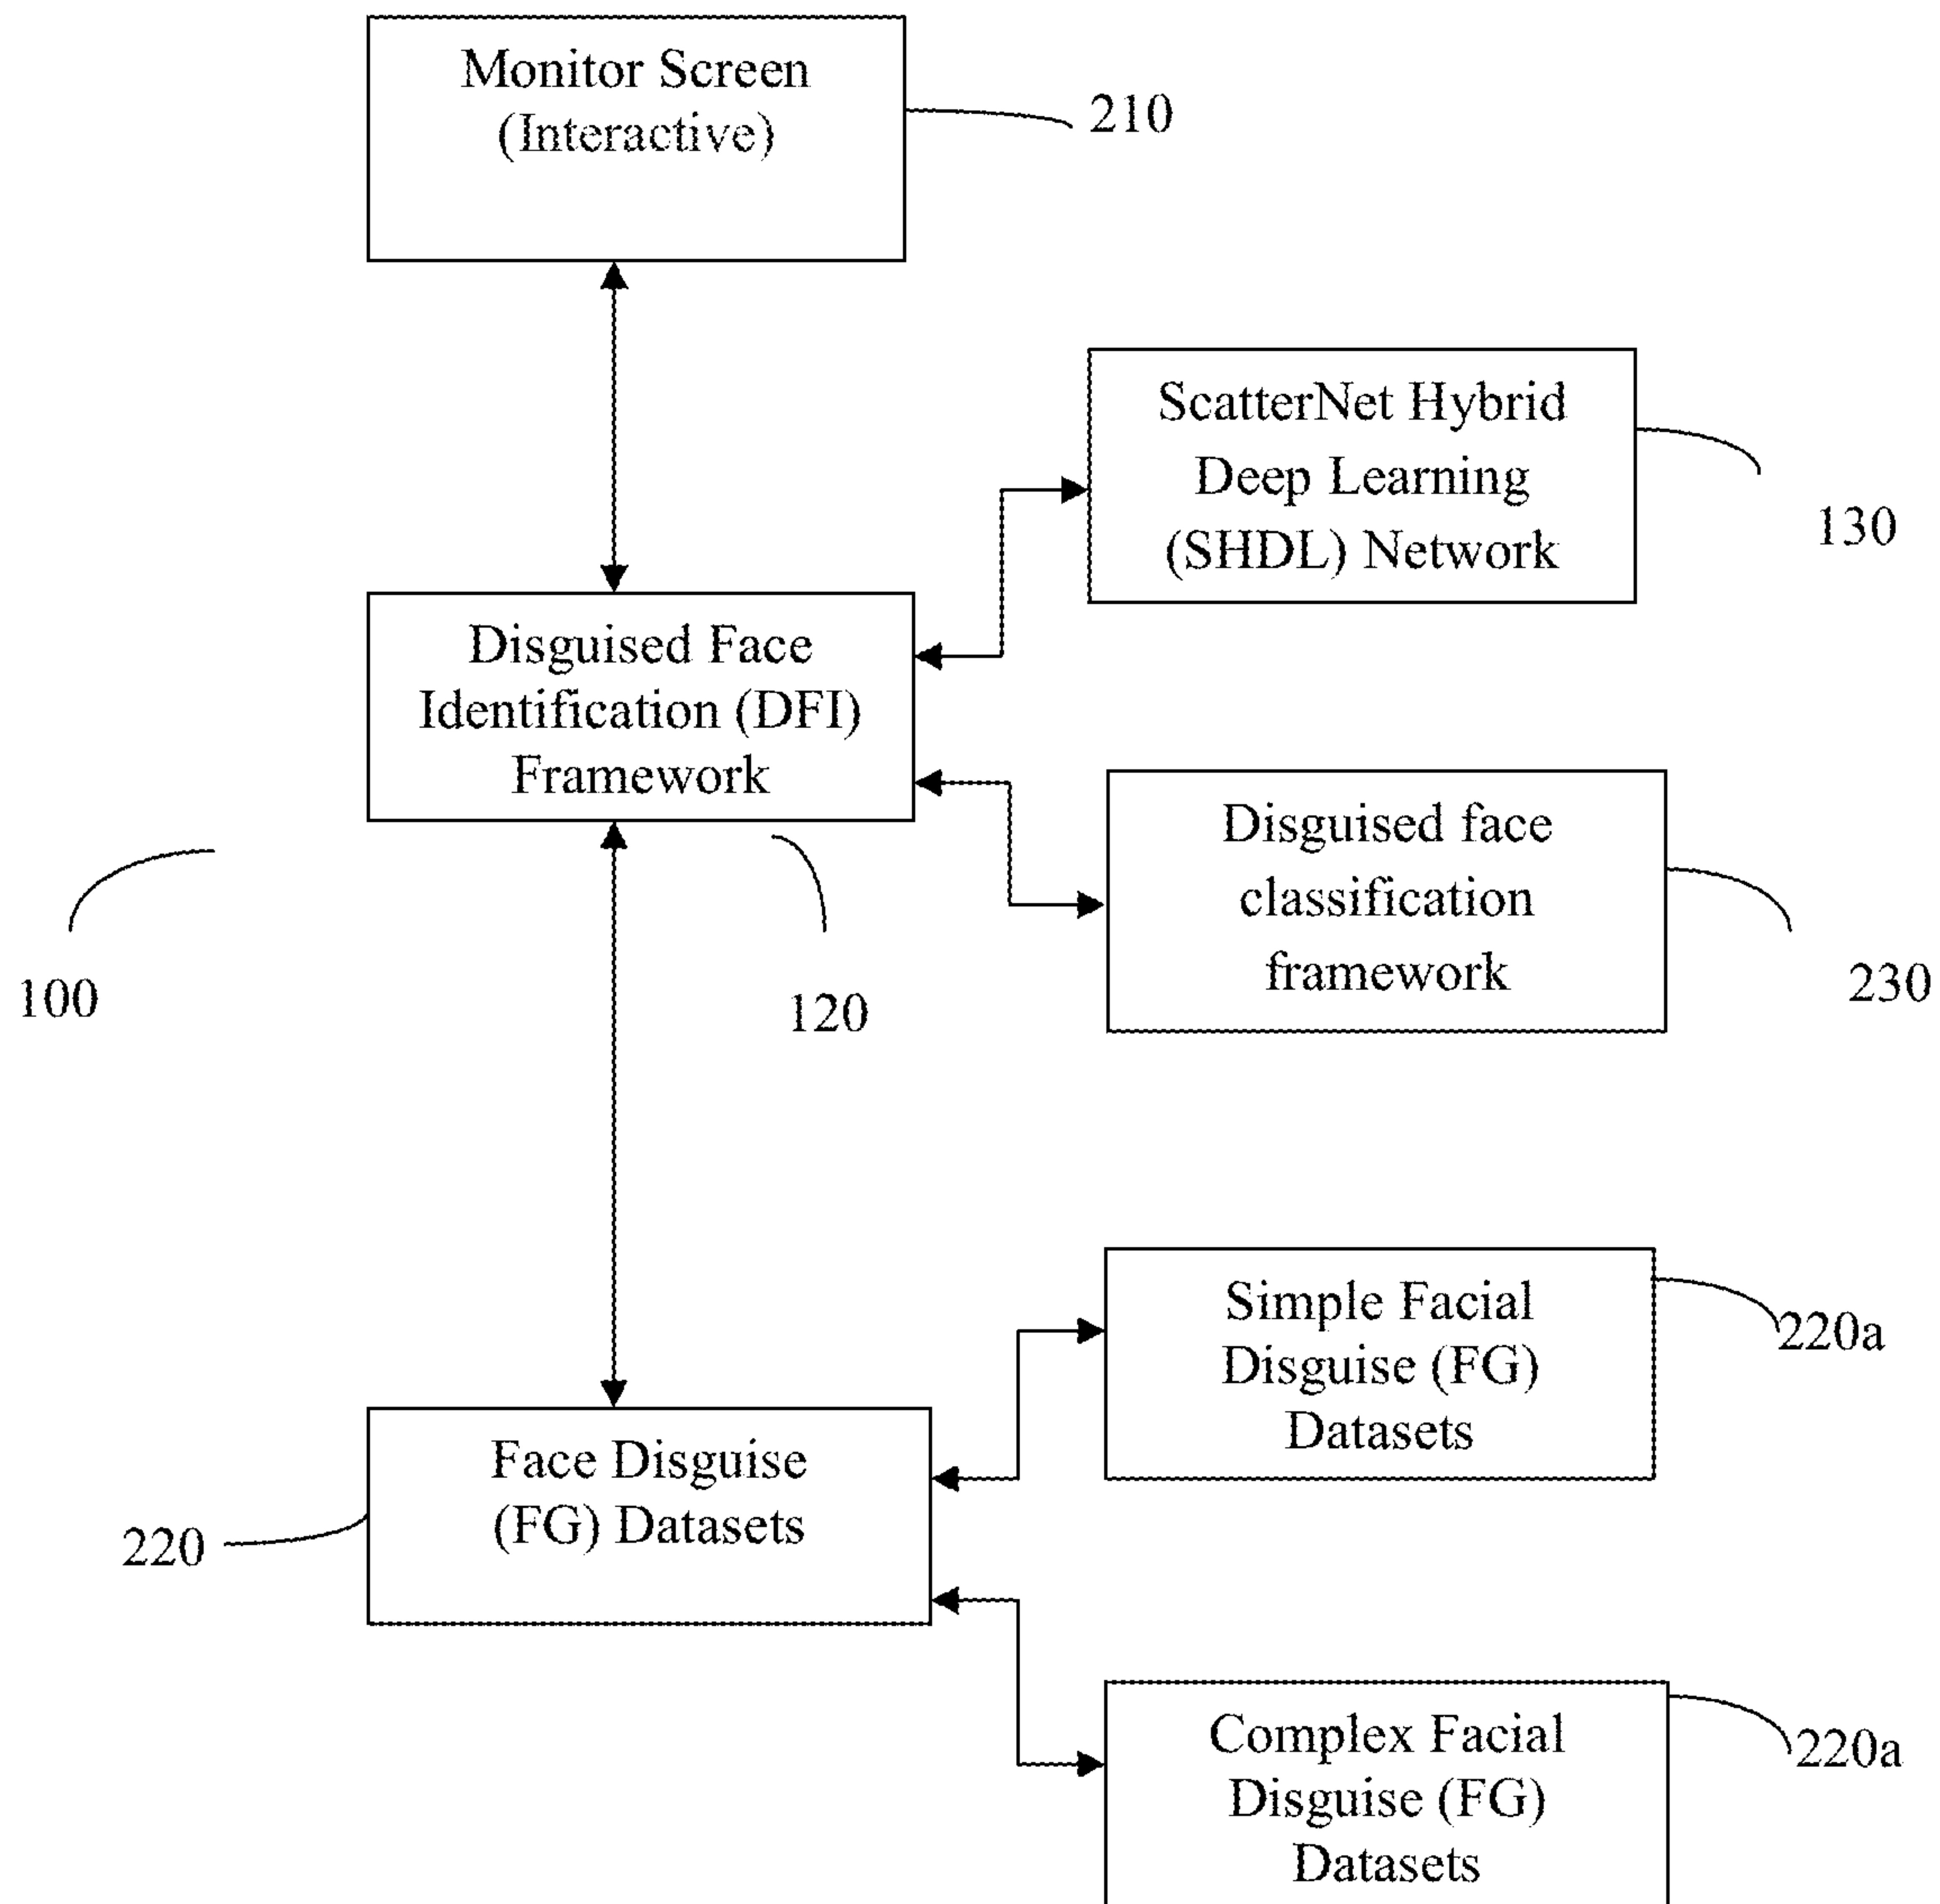 Monitor Screen
(Interactive)
210
ScatterNet Hybrid
Deep Learning
(SHDL) Network
130
Disguised Face
Identification (DFI)
Framework
120
100
Disguised face
classification
framework
230
Simple Facial
Disguise (FG)
Datasets
220a
Face Disguise
(FG) Datasets
220
Complex Facial
Disguise (FG)
Datasets
220a